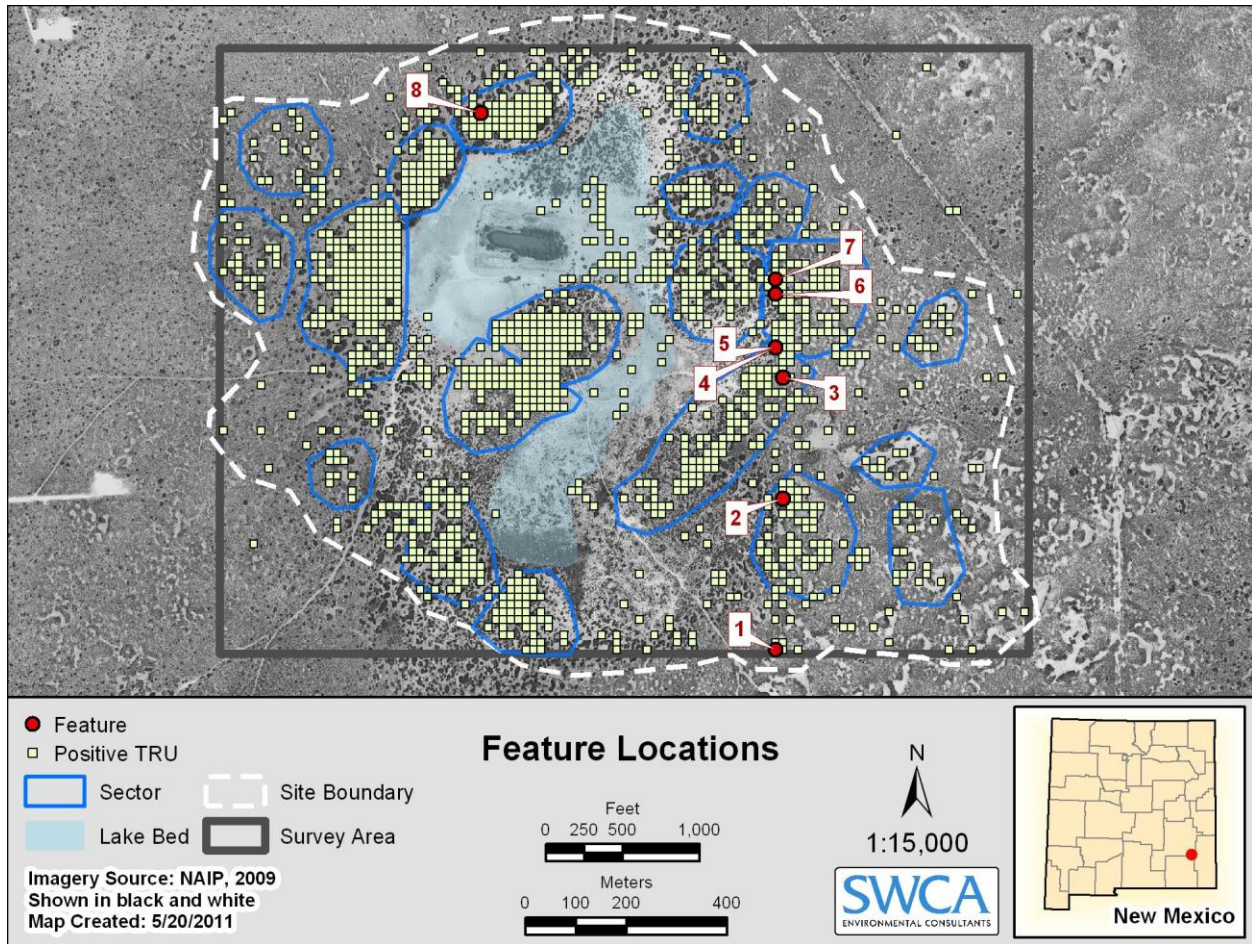 8
7
6
5
4
3
2
1
Feature
Positive TRU
Sector
Site Boundary
Lake Bed
Survey Area
Imagery Source: NAIP, 2009
Shown in black and white
Map Created: 5/20/2011
Feature Locations
Feet
0 250 500 1,000
Meters
0 100 200 400
N
1:15,000
SWCA
ENVIRONMENTAL CONSULTANTS
New Mexico